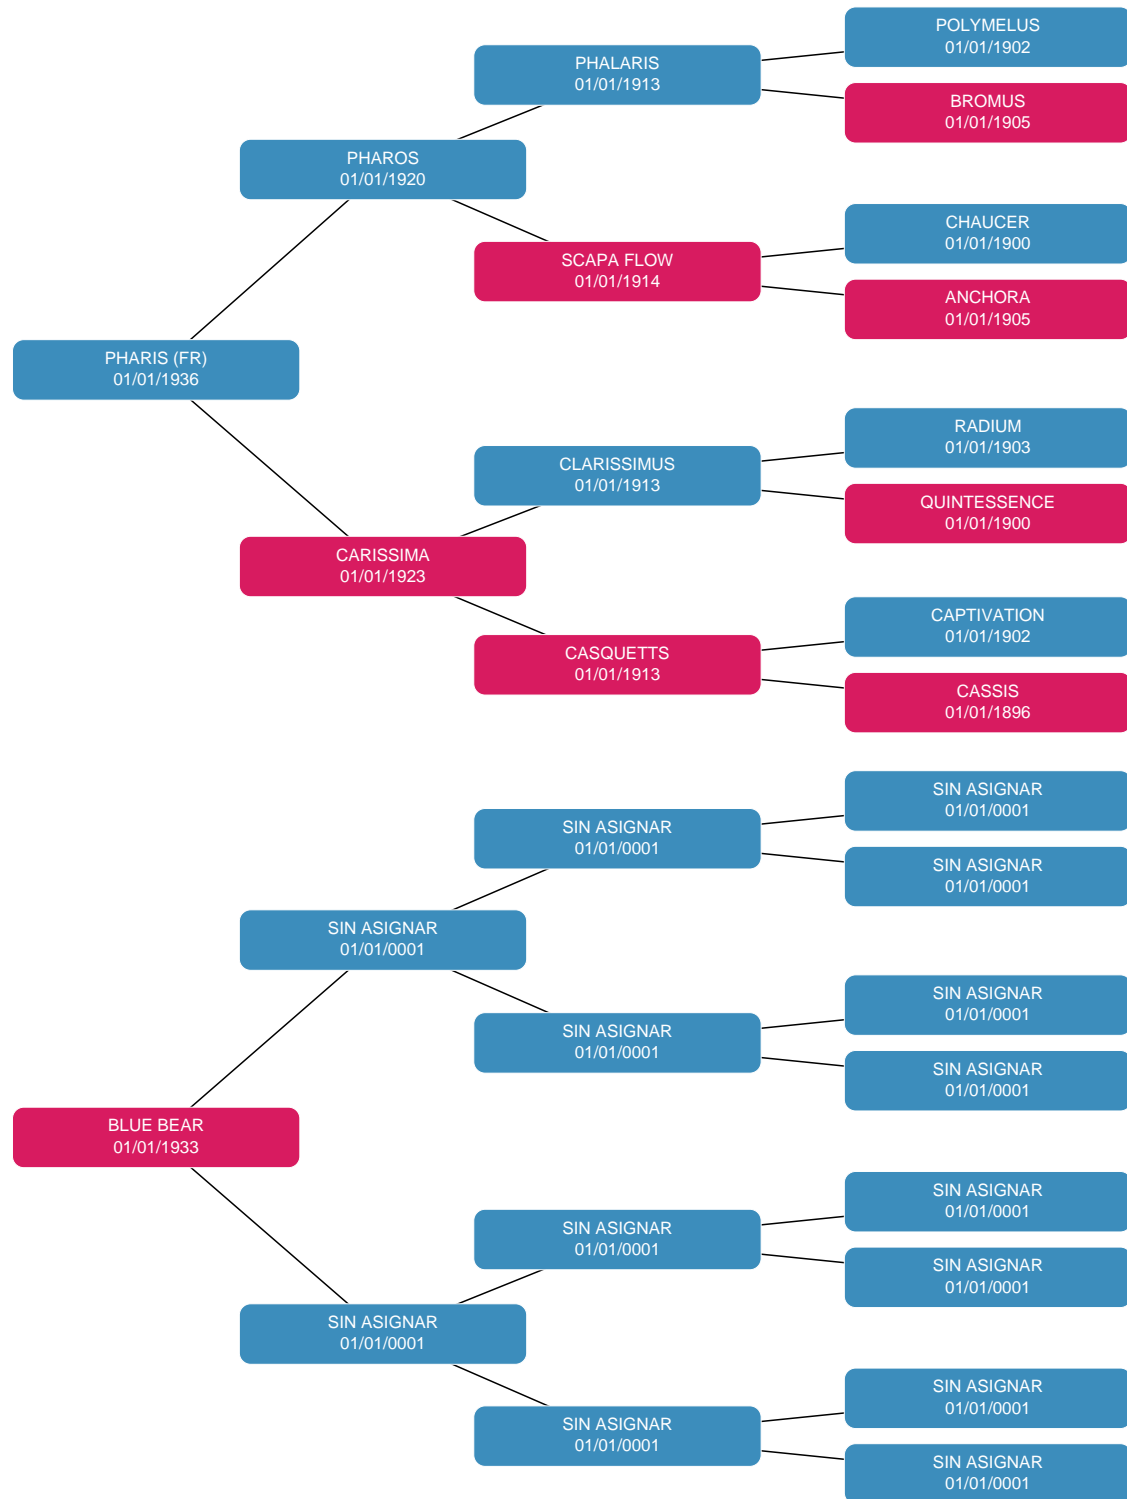 POLYMELUS
01/01/1902
PHALARIS
01/01/1913
BROMUS
01/01/1905
PHAROS
01/01/1920
CHAUCER
01/01/1900
SCAPA FLOW
01/01/1914
ANCHORA
01/01/1905
PHARIS (FR)
01/01/1936
RADIUM
01/01/1903
CLARISSIMUS
01/01/1913
QUINTESSENCE
01/01/1900
CARISSIMA
01/01/1923
CAPTIVATION
01/01/1902
CASQUETTS
01/01/1913
CASSIS
01/01/1896
SIN ASIGNAR
01/01/0001
SIN ASIGNAR
01/01/0001
SIN ASIGNAR
01/01/0001
SIN ASIGNAR
01/01/0001
SIN ASIGNAR
01/01/0001
SIN ASIGNAR
01/01/0001
SIN ASIGNAR
01/01/0001
BLUE BEAR
01/01/1933
SIN ASIGNAR
01/01/0001
SIN ASIGNAR
01/01/0001
SIN ASIGNAR
01/01/0001
SIN ASIGNAR
01/01/0001
SIN ASIGNAR
01/01/0001
SIN ASIGNAR
01/01/0001
SIN ASIGNAR
01/01/0001